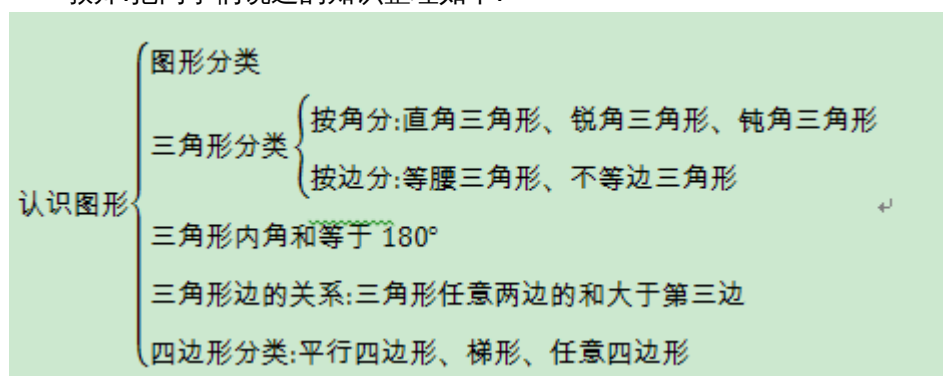 图形分类
三角形分类
按角分:直角三角形、锐角三角形、钝角三角形
按边分:等腰三角形、不等边三角形
认识图形
三角形内角和等于 180°
三角形边的关系:三角形任意两边的和大于第三边
四边形分类:平行四边形、梯形、任意四边形